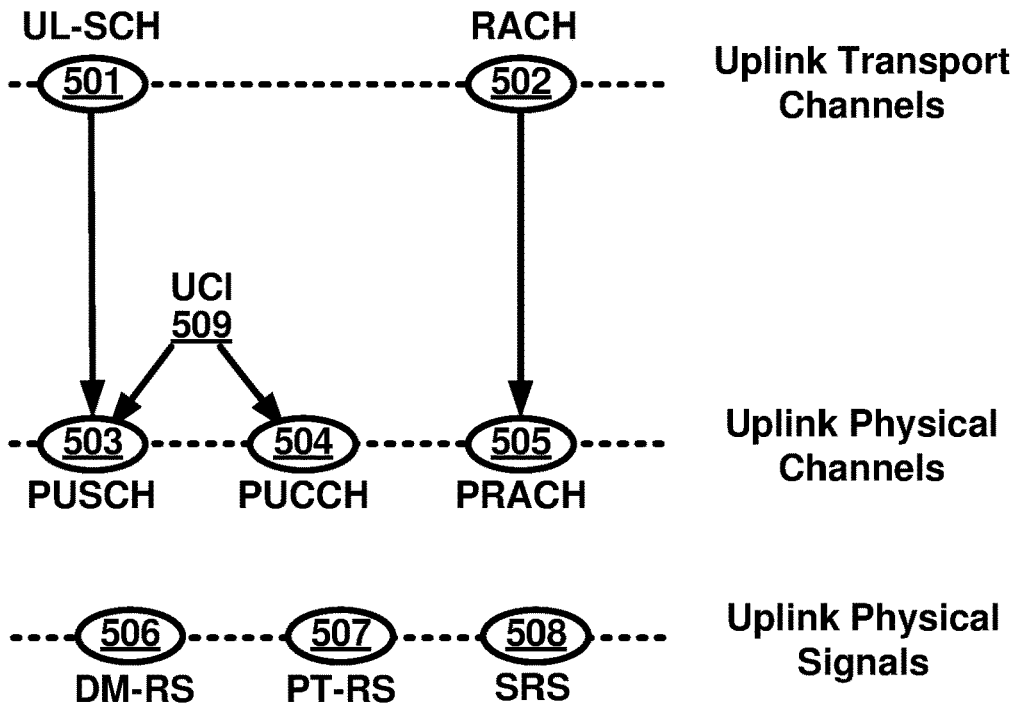 UL-SCH
RACH
501
502
Uplink Transport
Channels
UCI
509
503
504
505
Uplink Physical
Channels
PUSCH
PUCCH
PRACH
506
507
508
Uplink Physical
Signals
DM-RS
PT-RS
SRS